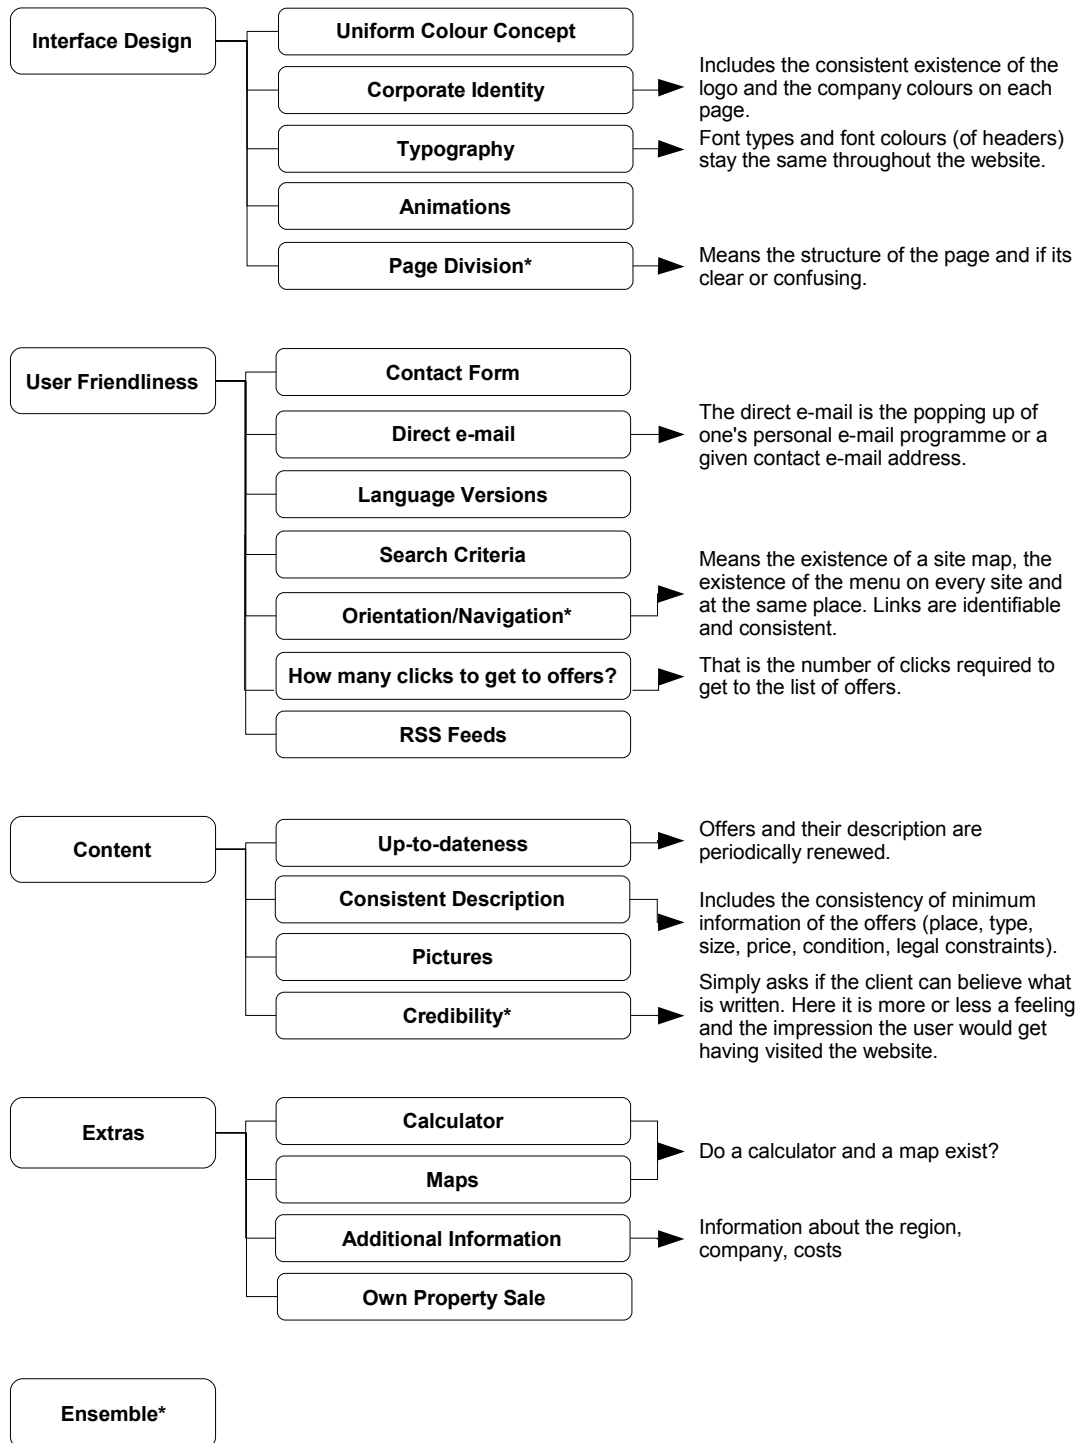 Interface Design
Uniform Colour Concept
Corporate Identity
Includes the consistent existence of the
logo and the company colours on each
page.
Typography
Font types and font colours (of headers)
stay the same throughout the website.
Animations
Page Division*
Means the structure of the page and if its
clear or confusing.
User Friendliness
Contact Form
Direct e-mail
The direct e-mail is the popping up of
one's personal e-mail programme or a
given contact e-mail address.
Language Versions
Search Criteria
Orientation/Navigation*
Means the existence of a site map, the
existence of the menu on every site and
at the same place. Links are identifiable
and consistent.
How many clicks to get to offers?
That is the number of clicks required to
get to the list of offers.
RSS Feeds
Content
Up-to-dateness
Offers and their description are
periodically renewed.
Consistent Description
Includes the consistency of minimum
information of the offers (place, type,
size, price, condition, legal constraints).
Pictures
Credibility*
Simply asks if the client can believe what
is written. Here it is more or less a feeling
and the impression the user would get
having visited the website.
Extras
Calculator
Maps
Do a calculator and a map exist?
Additional Information
Information about the region,
company, costs
Own Property Sale
Ensemble*